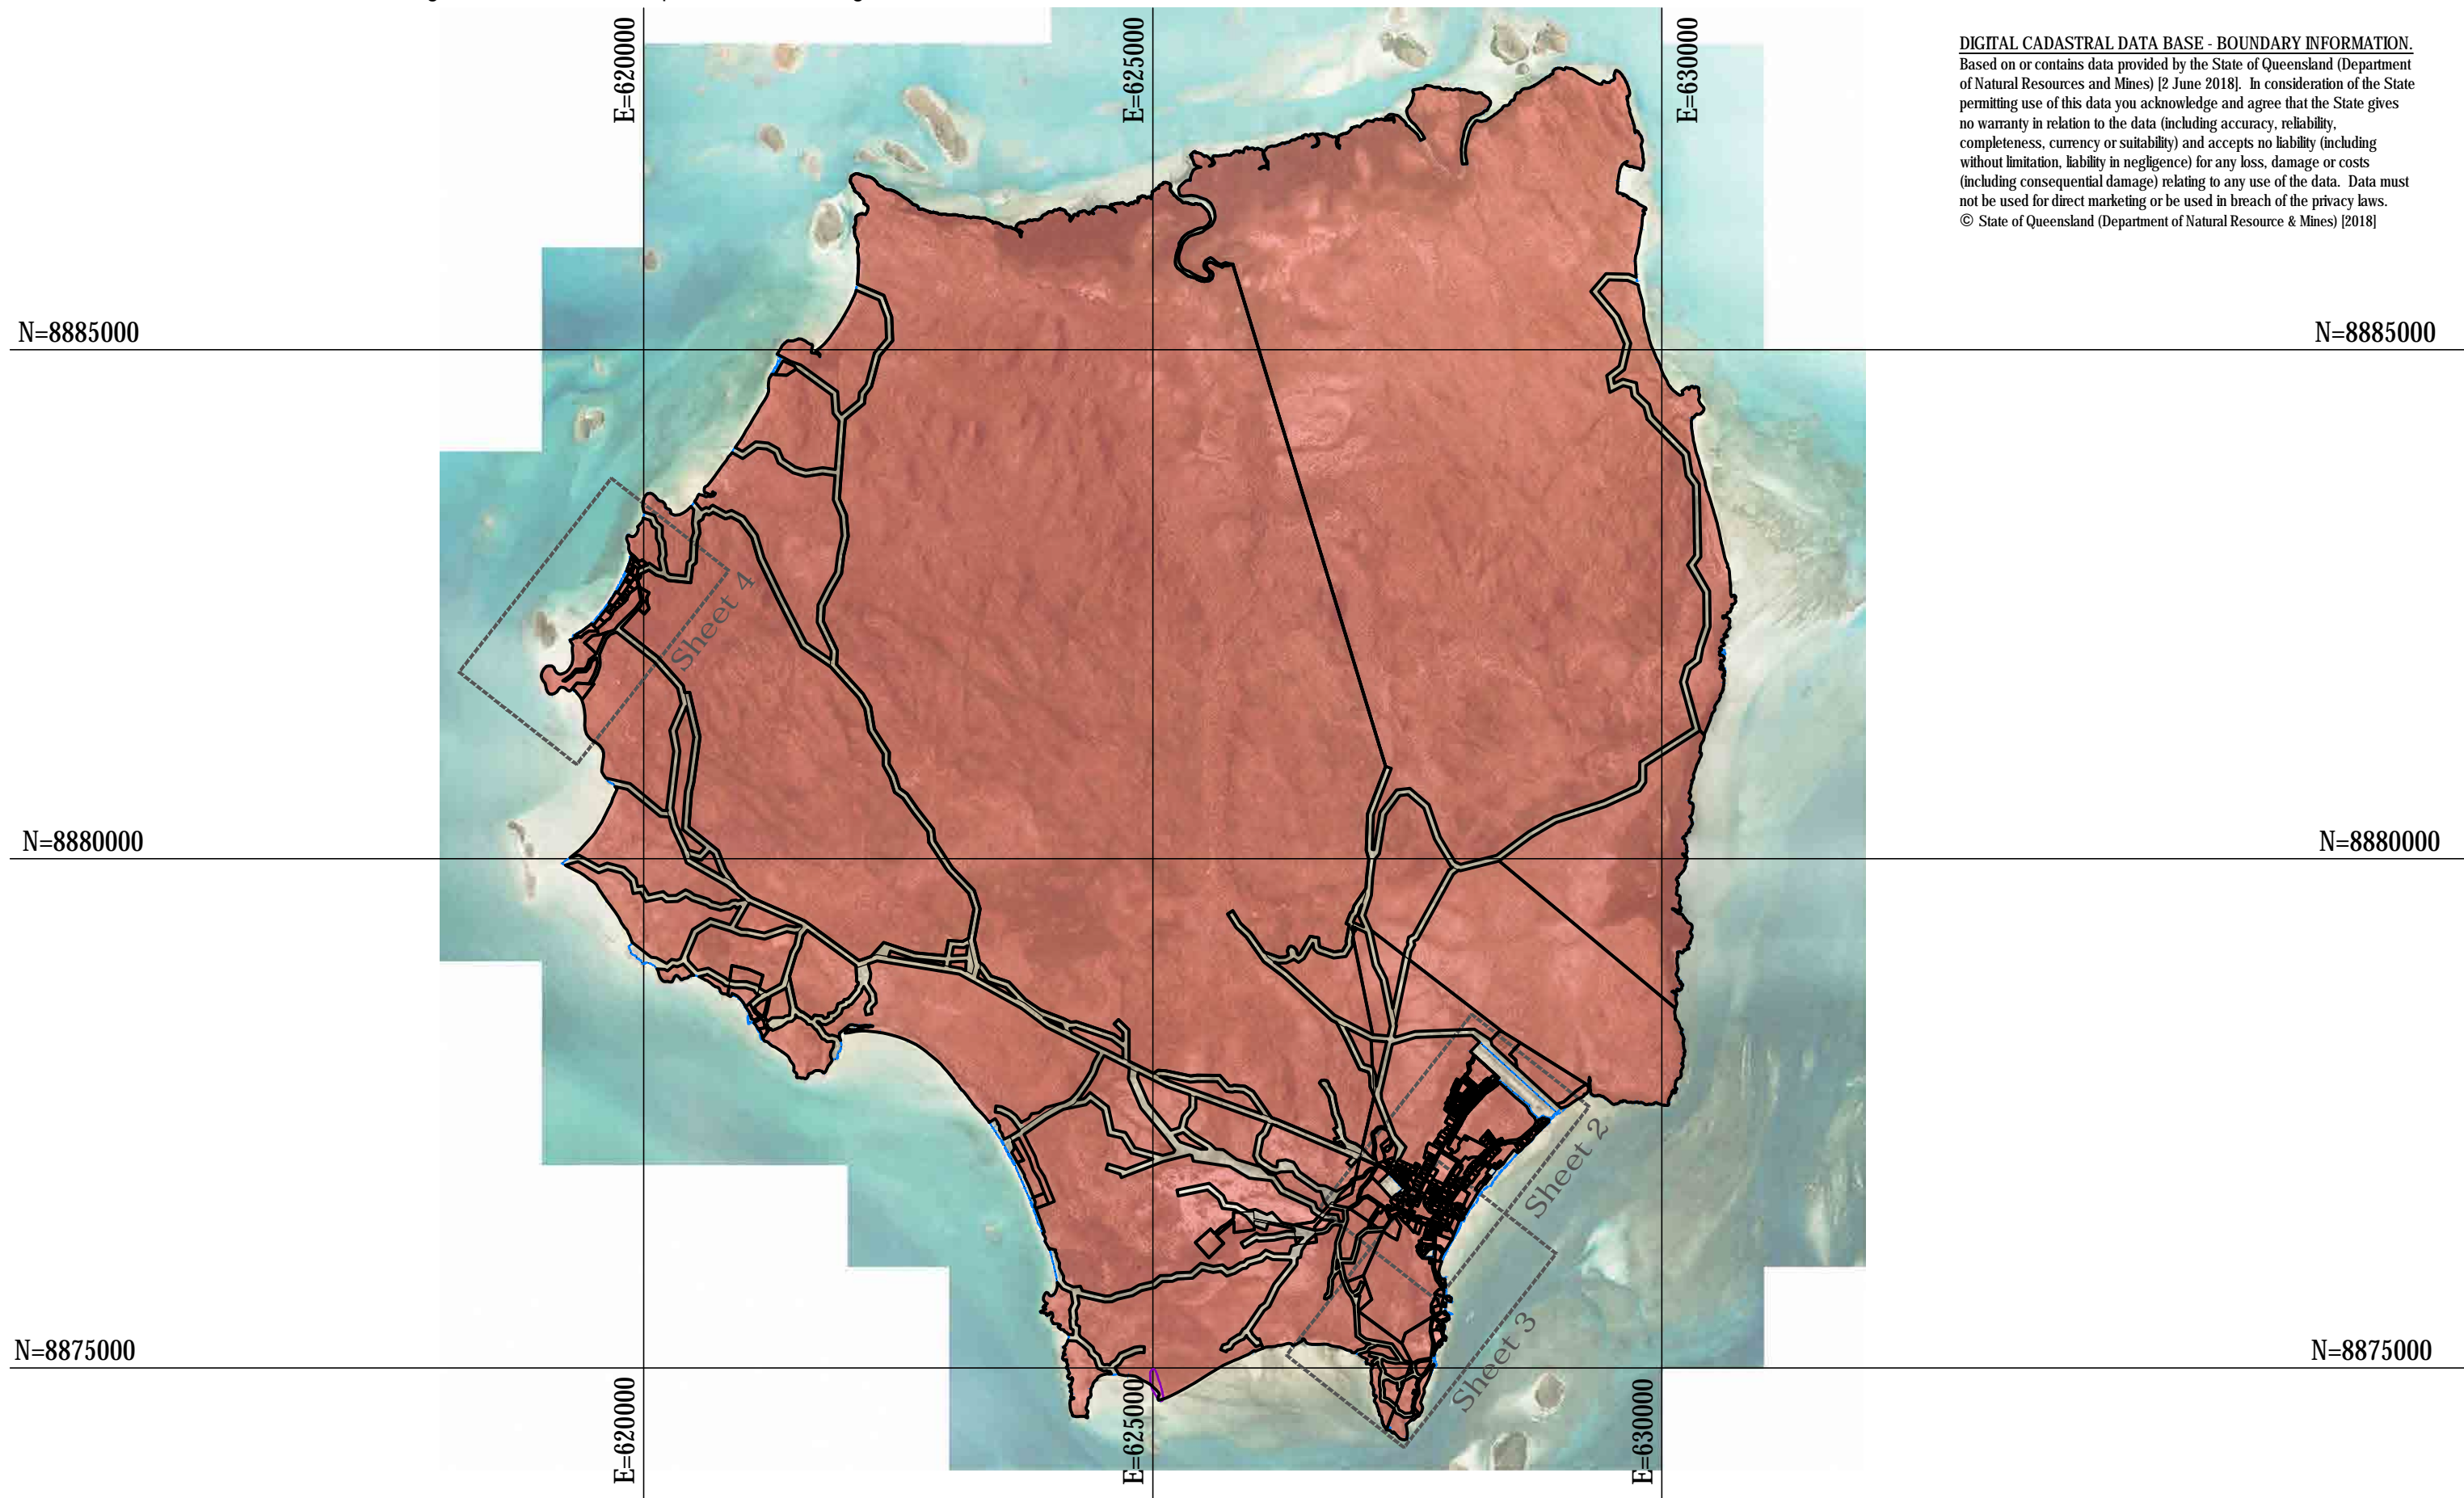 E=620000
E=625000
E=630000
DIGITAL CADASTRAL DATA BASE - BOUNDARY INFORMATION.
Based on or contains data provided by the State of Queensland (Department
of Natural Resources and Mines) [2 June 2018]. In consideration of the State
permitting use of this data you acknowledge and agree that the State gives
no warranty in relation to the data (including accuracy, reliability,
completeness, currency or suitability) and accepts no liability (including
without limitation, liability in negligence) for any loss, damage or costs
(including consequential damage) relating to any use of the data. Data must
not be used for direct marketing or be used in breach of the privacy laws.
© State of Queensland (Department of Natural Resource & Mines) [2018]
N=8885000
N=8885000
Sheet 4
N=8880000
N=8880000
Sheet 2
Sheet 3
N=8875000
N=8875000
E=620000
E=625000
E=630000